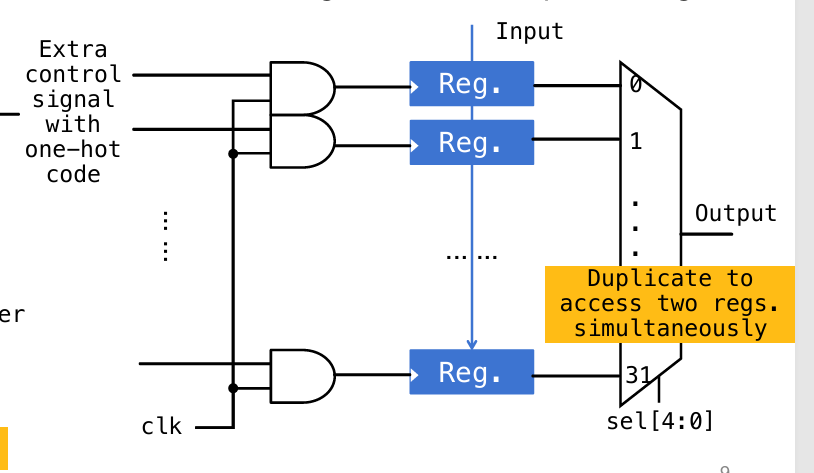 Input
Extra
control
signal
with
one-hot
code
Reg.
0
Reg.
1
Output
... ...
Duplicate to
access two regs.
simultaneously
er
Reg.
31
clk
sel[4:0]